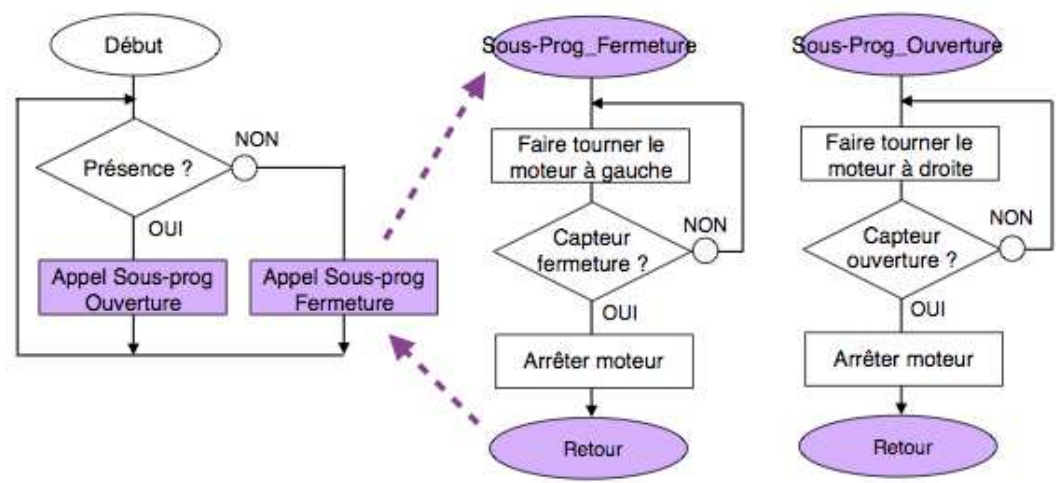 Début
Présence ?
NON
OUI
Appel Sous-prog
Ouverture
Appel Sous-prog
Fermeture
Sous-Prog_Fermeture
Faire tourner le
moteur à gauche
Capteur
fermeture ?
NON
OUI
Arrêter moteur
Retour
Sous-Prog_Ouverture
Faire tourner le
moteur à droite
Capteur
ouverture ?
NON
OUI
Arrêter moteur
Retour